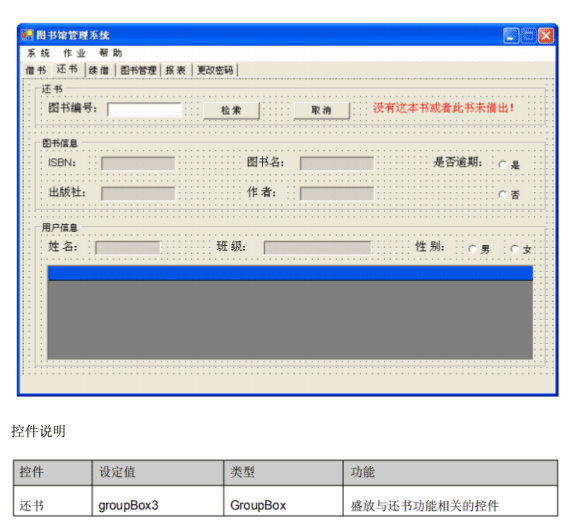 图书馆管理系统
系统 作业 帮助
借书 还书 续借 图书管理 报表 更改密码
还书
图书编号: 检索 取消 没有这本书或者此书未借出!
图书信息
ISBN: 图书名: 是否逾期: 是
出版社: 作者: 否
用户信息
姓名: 班级: 性别: 男 女
控件说明
控件 设定值 类型 功能
还书 groupBox3 GroupBox 盛放与还书功能相关的控件